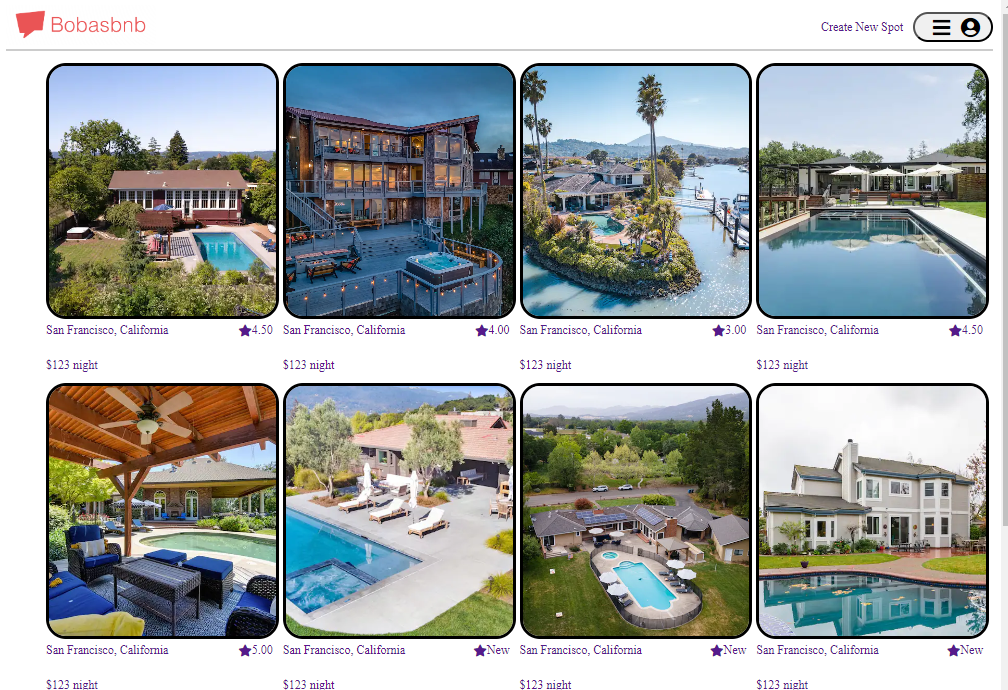 Bobasbnb
Create New Spot
San Francisco, California 4.50
San Francisco, California 4.00
San Francisco, California 3.00
San Francisco, California 4.50
$123 night
$123 night
$123 night
$123 night
San Francisco, California 5.00
San Francisco, California New
San Francisco, California New
San Francisco, California New
$123 night
$123 night
$123 night
$123 night